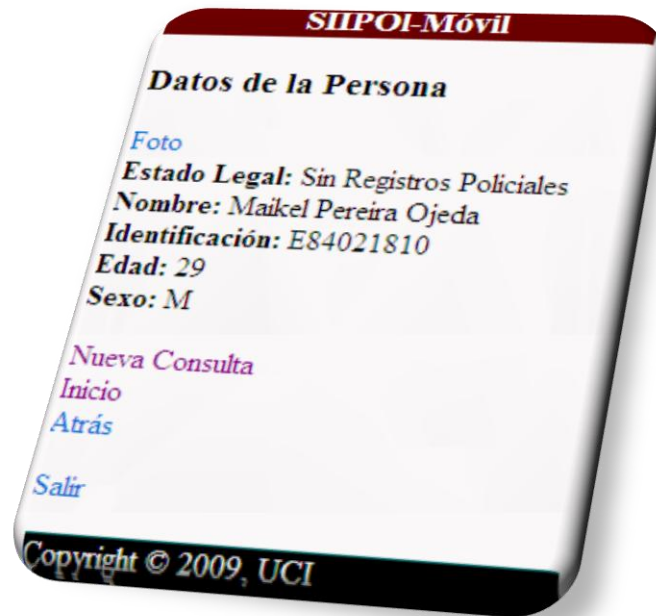 SIIPOl-Móvil
Datos de la Persona
Foto
Estado Legal: Sin Registros Policiales
Nombre: Maikel Pereira Ojeda
Identificación: E84021810
Edad: 29
Sexo: M
Nueva Consulta
Inicio
Atrás
Salir
Copyright © 2009, UCI